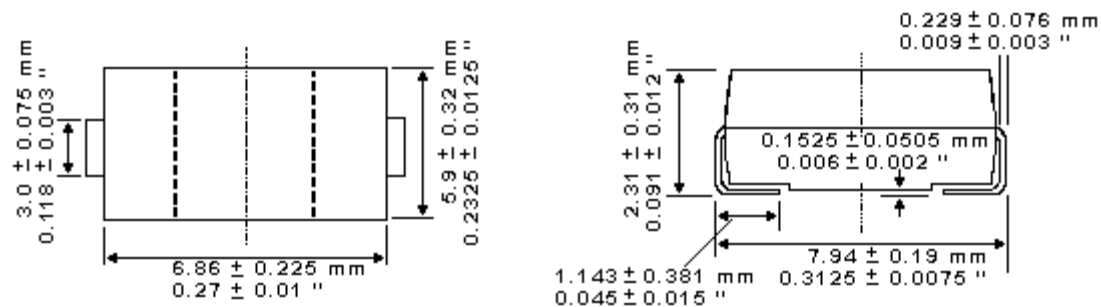 3.0 ± 0.075 mm
0.118 ± 0.003 "
5.9 ± 0.32 mm
0.2325 ± 0.0125 "
6.86 ± 0.225 mm
0.27 ± 0.01 "
2.31 ± 0.31 mm
0.091 ± 0.012 "
0.229 ± 0.076 mm
0.009 ± 0.003 "
0.1525 ± 0.0505 mm
0.006 ± 0.002 "
1.143 ± 0.381 mm
0.045 ± 0.015 "
7.94 ± 0.19 mm
0.3125 ± 0.0075 "